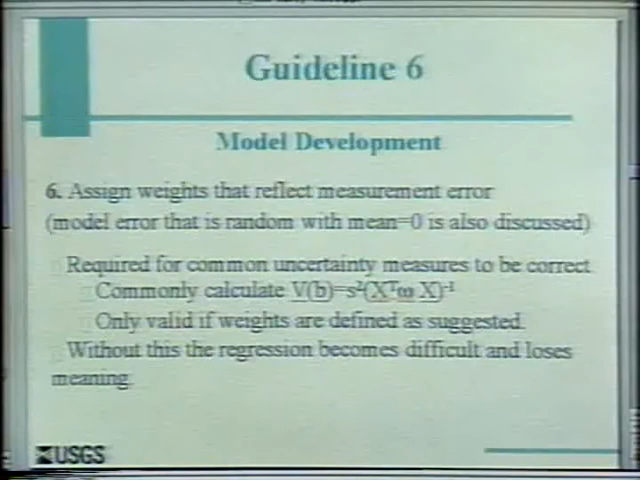 Guideline 6
Model Development
6. Assign weights that reflect measurement error
(model error that is random with mean=0 is also discussed)
Required for common uncertainty measures to be correct
Commonly calculate V(b)=s²(Xᵀω X)⁻¹
Only valid if weights are defined as suggested.
Without this the regression becomes difficult and loses
meaning.
USGS